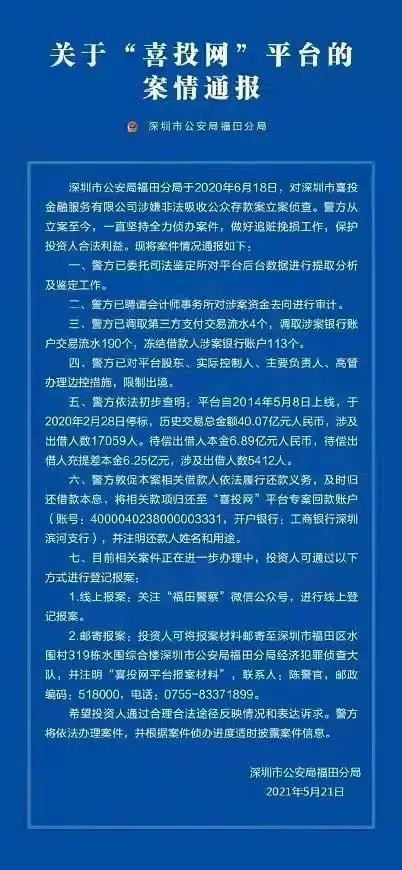 关于“喜投网”平台的
案情通报
深圳市公安局福田分局
深圳市公安局福田分局于2020年6月18日，对深圳市喜投
金融服务有限公司涉嫌非法吸收公众存款案立案侦查。警方从
立案至今，一直坚持全力侦办案件，做好追赃挽损工作，保护
投资人合法利益。现将案件情况通报如下：
一、警方已委托司法鉴定所对平台后台数据进行提取分析
及鉴定工作。
二、警方已聘请会计师事务所对涉案资金去向进行审计。
三、警方已调取第三方支付交易流水4个，调取涉案银行账
户交易流水190个，冻结借款人涉案银行账户113个。
四、警方已对平台股东、实际控制人、主要负责人、高管
办理边控措施，限制出境。
五、警方依法初步查明：平台自2014年5月8日上线，于
2020年2月28日停标，历史交易总金额40.07亿元人民币，涉及
出借人数17059人。待偿出借人本金6.89亿元人民币，待偿出
借人充提差本金6.25亿元，涉及出借人数5412人。
六、警方敦促本案相关借款人依法履行还款义务，及时归
还借款本息，将相关款项归还至“喜投网”平台专案回款账户
（账号：4000040238000003331，开户银行：工商银行深圳
滨河支行），并注明还款人姓名和用途。
七、目前相关案件正在进一步办理中，投资人可通过以下
方式进行登记报案：
1.线上报案：关注“福田警察”微信公众号，进行线上登
记报案。
2.邮寄报案：投资人可将报案材料邮寄至深圳市福田区水
围村319栋水围综合楼深圳市公安局福田分局经济犯罪侦查大
队，并注明“喜投网平台报案材料”，联系人：陈警官，邮政
编码：518000，电话：0755-83371899。
希望投资人通过合理合法途径反映情况和表达诉求。警方
将依法办理案件，并根据案件侦办进度适时披露案件信息。
深圳市公安局福田分局
2021年5月21日